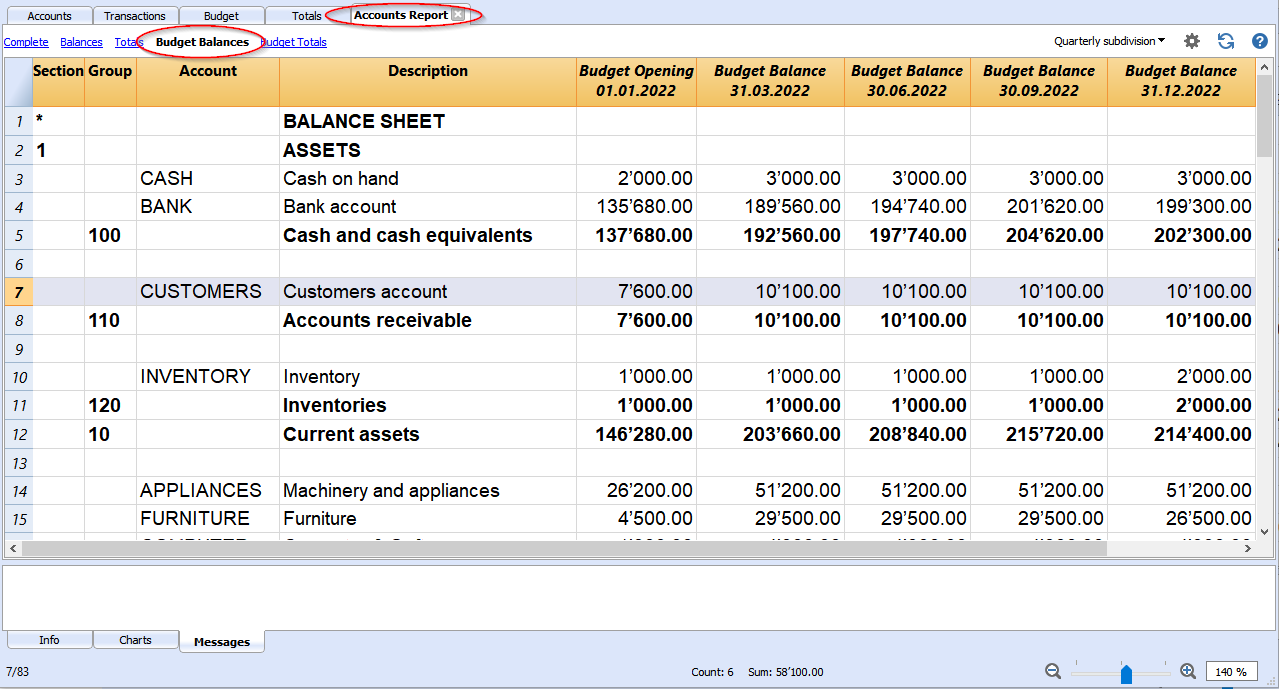 Accounts Transactions Budget Totals Accounts Report
Complete Balances Totals Budget Balances Budget Totals Quarterly subdivision
Section Group Account Description Budget Opening 01.01.2022 Budget Balance 31.03.2022 Budget Balance 30.06.2022 Budget Balance 30.09.2022 Budget Balance 31.12.2022
1 * BALANCE SHEET
2 1 ASSETS
3 CASH Cash on hand 2’000.00 3’000.00 3’000.00 3’000.00 3’000.00
4 BANK Bank account 135’680.00 189’560.00 194’740.00 201’620.00 199’300.00
5 100 Cash and cash equivalents 137’680.00 192’560.00 197’740.00 204’620.00 202’300.00
6
7 CUSTOMERS Customers account 7’600.00 10’100.00 10’100.00 10’100.00 10’100.00
8 110 Accounts receivable 7’600.00 10’100.00 10’100.00 10’100.00 10’100.00
9
10 INVENTORY Inventory 1’000.00 1’000.00 1’000.00 1’000.00 2’000.00
11 120 Inventories 1’000.00 1’000.00 1’000.00 1’000.00 2’000.00
12 10 Current assets 146’280.00 203’660.00 208’840.00 215’720.00 214’400.00
13
14 APPLIANCES Machinery and appliances 26’200.00 51’200.00 51’200.00 51’200.00 51’200.00
15 FURNITURE Furniture 4’500.00 29’500.00 29’500.00 29’500.00 26’500.00
Info Charts Messages
7/83 Count: 6 Sum: 58’100.00 140 %